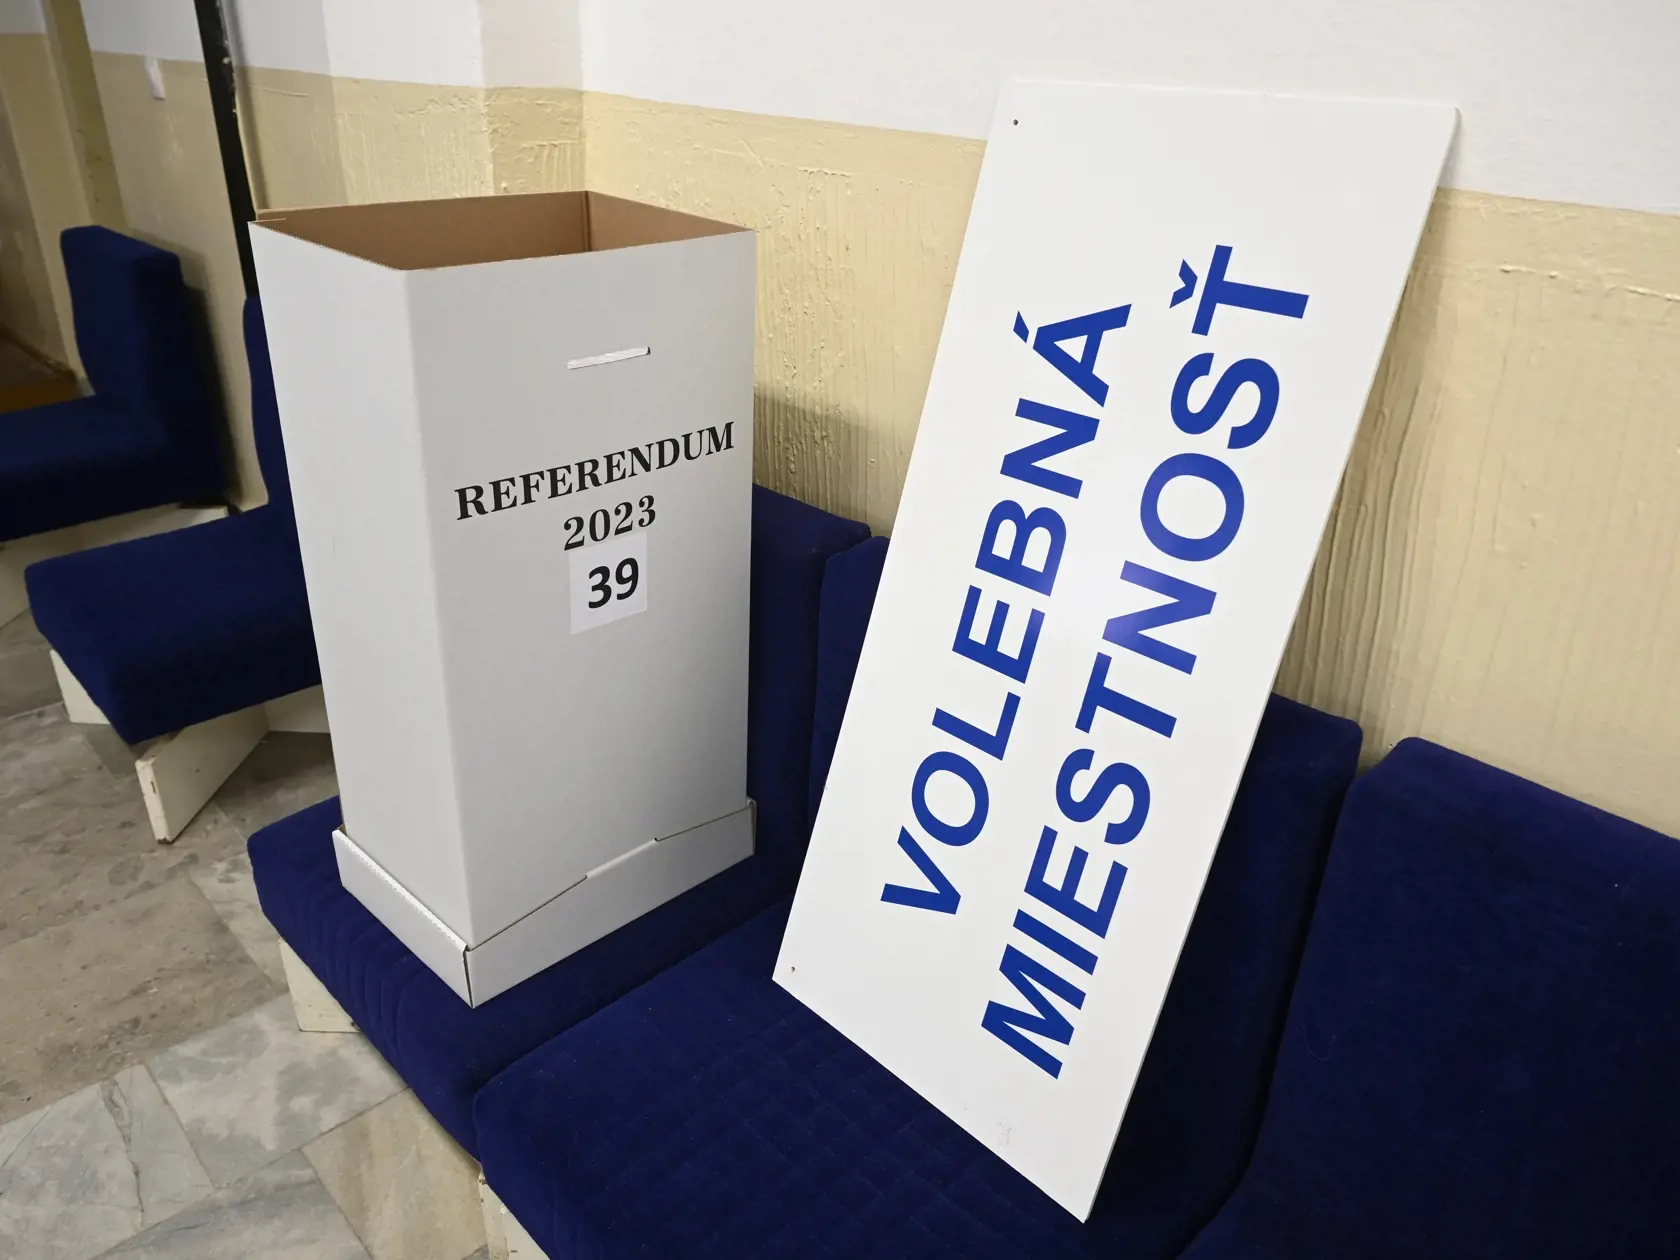 REFERENDUM
2023
39
VOLEBNÁ
MIESTNOSŤ